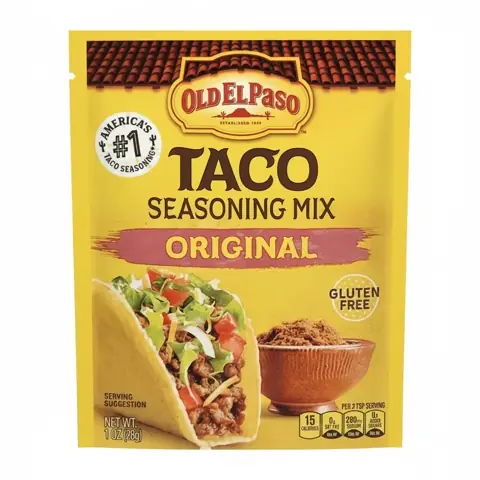 OLD EL PASO
ESTABLISHED 1938
AMERICA'S
#1
TACO SEASONING
TACO
SEASONING MIX
ORIGINAL
GLUTEN
FREE
SERVING
SUGGESTION
NET WT.
1 OZ (28g)
PER 2 TSP SERVING
15
CALORIES
0g
SAT FAT
280mg
SODIUM
0g
ADDED
SUGARS